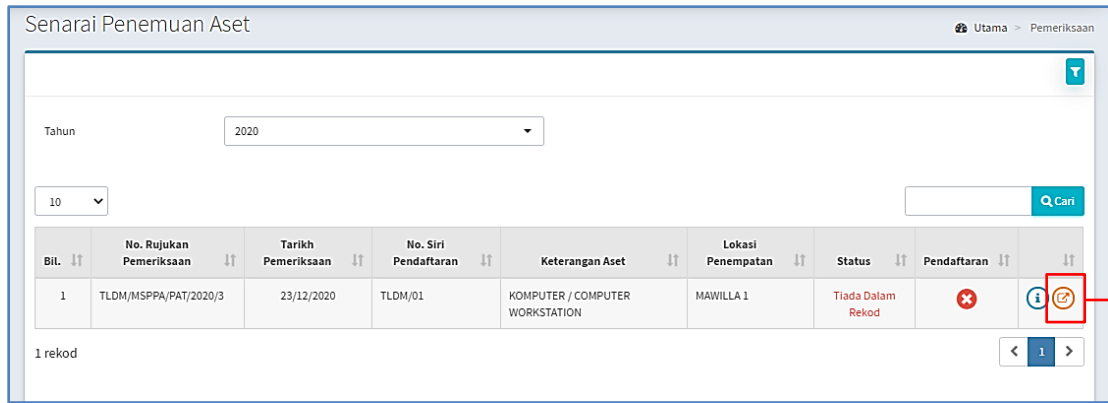 Senarai Penemuan Aset
Utama > Pemeriksaan
Tahun 2020
10 Cari
Bil. No. Rujukan Pemeriksaan Tarikh Pemeriksaan No. Siri Pendaftaran Keterangan Aset Lokasi Penempatan Status Pendaftaran
1 TLDM/MSPPA/PAT/2020/3 23/12/2020 TLDM/01 KOMPUTER / COMPUTER WORKSTATION MAWILLA 1 Tiada Dalam Rekod
1 rekod < 1 >